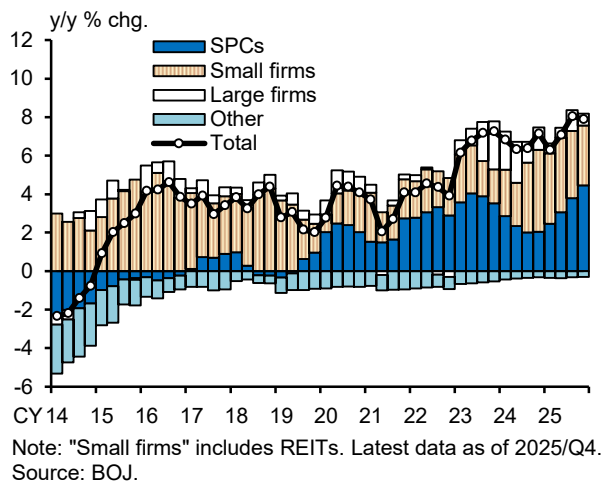 y/y % chg.
12
10
8
6
4
2
0
-2
-4
-6
SPCs
Small firms
Large firms
Other
Total
CY 14 15 16 17 18 19 20 21 22 23 24 25
Note: "Small firms" includes REITs. Latest data as of 2025/Q4.
Source: BOJ.